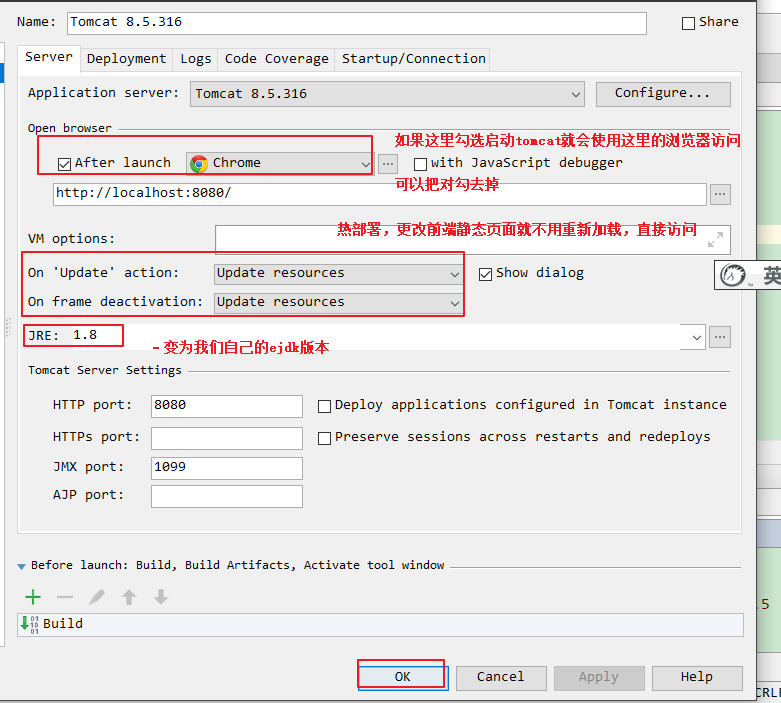 Name: Tomcat 8.5.316 Share
Server Deployment Logs Code Coverage Startup/Connection
Application server: Tomcat 8.5.316 Configure...
Open browser
如果这里勾选启动tomcat就会使用这里的浏览器访问
After launch Chrome ... with JavaScript debugger
可以把对勾去掉
http://localhost:8080/ ...
热部署，更改前端静态页面就不用重新加载，直接访问
VM options:
On 'Update' action: Update resources Show dialog
英
On frame deactivation: Update resources
JRE: 1.8 ...
-变为我们自己的ejdk版本
Tomcat Server Settings
HTTP port: 8080 Deploy applications configured in Tomcat instance
HTTPs port: Preserve sessions across restarts and redeploys
JMX port: 1099
AJP port:
Before launch: Build, Build Artifacts, Activate tool window
.5
Build
OK Cancel Apply Help
CRLF